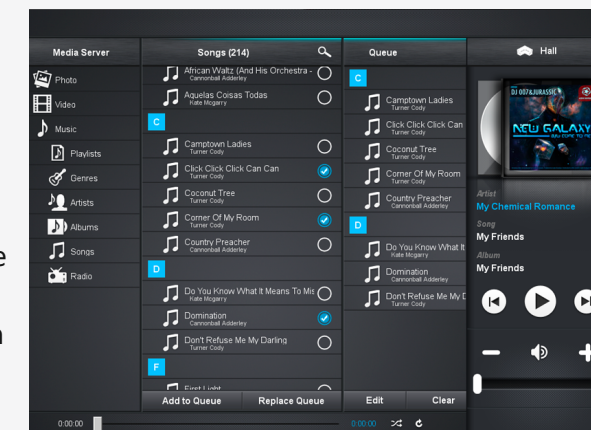 Media Server
Songs (214)
Queue
Hall
Photo
Video
Music
Playlists
Genres
Artists
Albums
Songs
Radio
African Waltz (And His Orchestra -
Cannonball Adderley
Aquelas Coisas Todas
Kate Mcgarry
C
Camptown Ladies
Turner Cody
Click Click Click Can Can
Turner Cody
Coconut Tree
Turner Cody
Corner Of My Room
Turner Cody
Country Preacher
Cannonball Adderley
D
Do You Know What It Means To Mis
Kate Mcgarry
Domination
Cannonball Adderley
Don't Refuse Me My Darling
Turner Cody
F
First Light
Add to Queue
Replace Queue
C
Camptown Ladies
Turner Cody
Click Click Click Can
Turner Cody
Coconut Tree
Turner Cody
Corner Of My Room
Turner Cody
Country Preacher
Cannonball Adderley
D
Do You Know What It
Kate Mcgarry
Domination
Cannonball Adderley
Don't Refuse Me My D
Turner Cody
Edit
Clear
DJ 007&JURASSIC
NEW GALAXY
Artist
My Chemical Romance
Song
My Friends
Album
My Friends
0:00:00
0:00:00
e